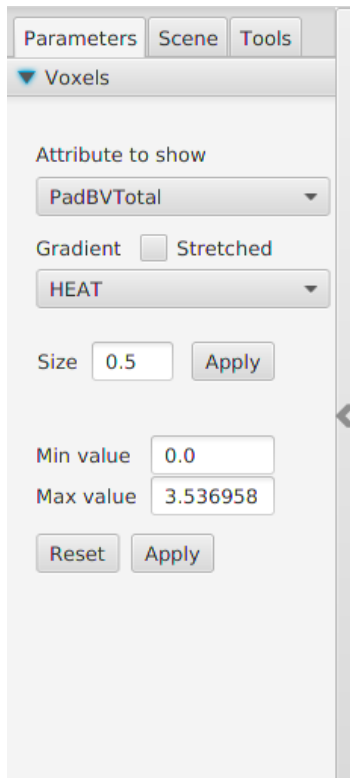 Parameters Scene Tools
Voxels
Attribute to show
PadBVTotal
Gradient Stretched
HEAT
Size 0.5 Apply
Min value 0.0
Max value 3.536958
Reset Apply